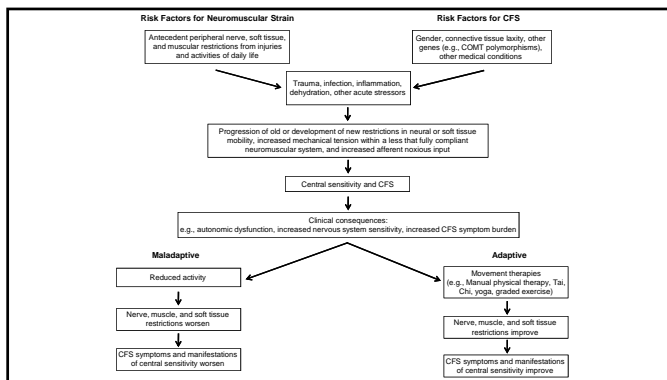 Risk Factors for Neuromuscular Strain
Risk Factors for CFS
Antecedent peripheral nerve, soft tissue,
and muscular restrictions from injuries
and activities of daily life
Gender, connective tissue laxity, other
genes (e.g., COMT polymorphisms),
other medical conditions
Trauma, infection, inflammation,
dehydration, other acute stressors
Progression of old or development of new restrictions in neural or soft tissue
mobility, increased mechanical tension within a less that fully compliant
neuromuscular system, and increased afferent noxious input
Central sensitivity and CFS
Clinical consequences:
e.g., autonomic dysfunction, increased nervous system sensitivity, increased CFS symptom burden
Maladaptive
Adaptive
Reduced activity
Movement therapies
(e.g., Manual physical therapy, Tai,
Chi, yoga, graded exercise)
Nerve, muscle, and soft tissue
restrictions worsen
Nerve, muscle, and soft tissue
restrictions improve
CFS symptoms and manifestations
of central sensitivity worsen
CFS symptoms and manifestations
of central sensitivity improve